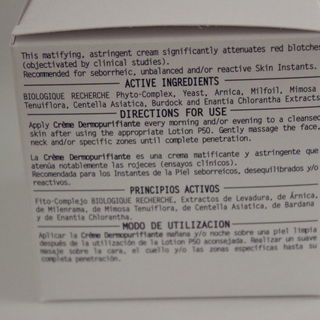 This matifying, astringent cream significantly attenuates red blotches
(objectivated by clinical studies).
Recommended for seborrheic, unbalanced and/or reactive Skin Instants.
ACTIVE INGREDIENTS
BIOLOGIQUE RECHERCHE Phyto-Complex, Yeast, Arnica, Milfoil, Mimosa
Tenuiflora, Centella Asiatica, Burdock and Enantia Chlorantha Extracts
DIRECTIONS FOR USE
Apply Crème Dermopurifiante every morning and/or evening to a cleansed
skin after using the appropriate Lotion P50. Gently massage the face,
neck and/or specific zones until complete penetration.
La Crème Dermopurifiante es una crema matificante y astringente que
atenúa notablemente las rojeces (ensayos clínicos).
Recomendada para los Instantes de la Piel seborreicos, desequilibrados y/o
reactivos.
PRINCIPIOS ACTIVOS
Fito-Complejo BIOLOGIQUE RECHERCHE, Extractos de Levadura, de Árnica,
de Milenrama, de Mimosa Tenuiflora, de Centella Asiatica, de Bardana
y de Enantia Chlorantha.
MODO DE UTILIZACION
Aplicar la Crème Dermopurifiante mañana y/o noche sobre una piel limpia
después de la utilización de la Lotion P50 aconsejada. Realizar un suave
masaje sobre la cara, el cuello y/o las zonas específicas hasta su
completa penetración.